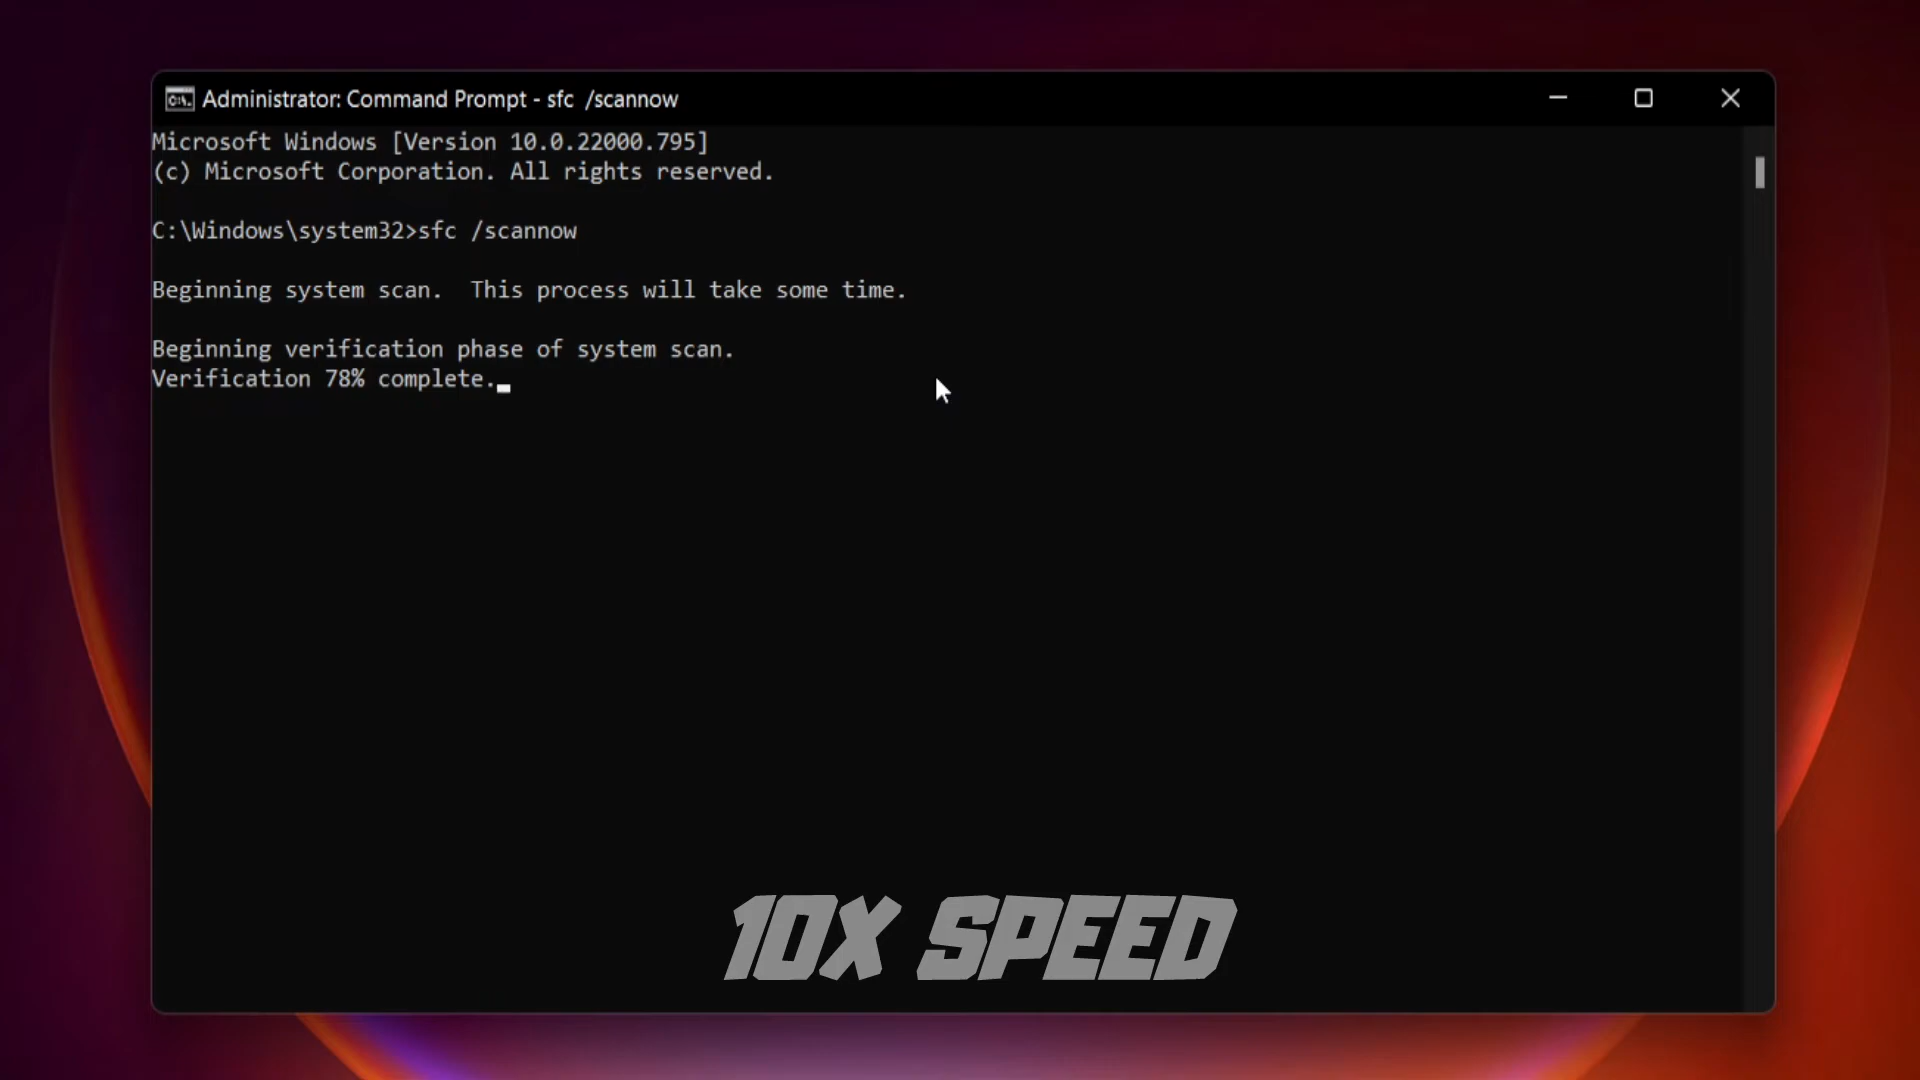 Administrator: Command Prompt - sfc  /scannow
Microsoft Windows [Version 10.0.22000.795]
(c) Microsoft Corporation. All rights reserved.
C:\Windows\system32>sfc /scannow
Beginning system scan.  This process will take some time.
Beginning verification phase of system scan.
Verification 78% complete.
10X SPEED